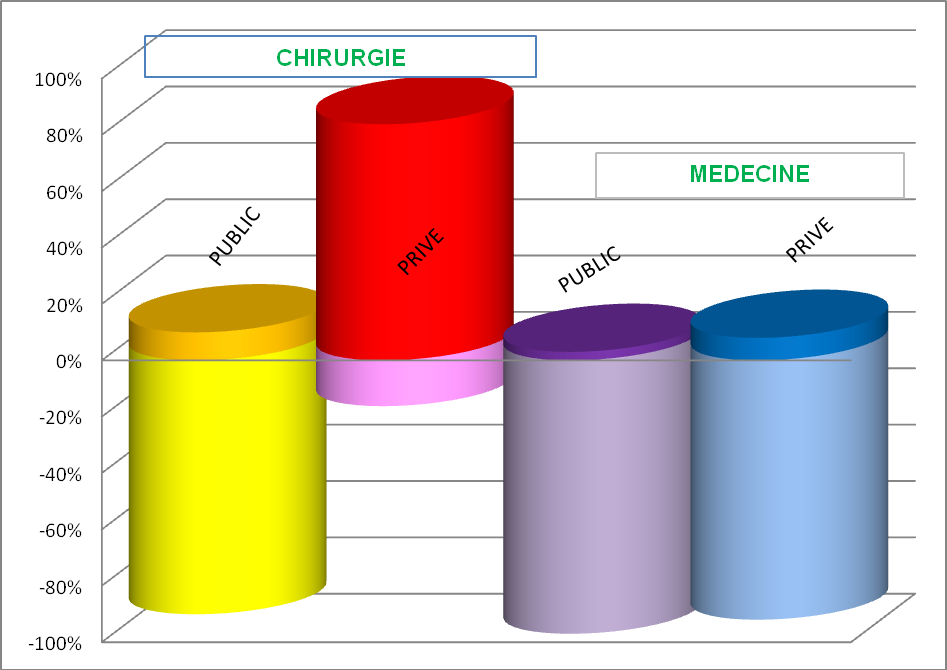 CHIRURGIE
MEDECINE
100%
80%
60%
40%
20%
0%
-20%
-40%
-60%
-80%
-100%
PUBLIC
PRIVE
PUBLIC
PRIVE